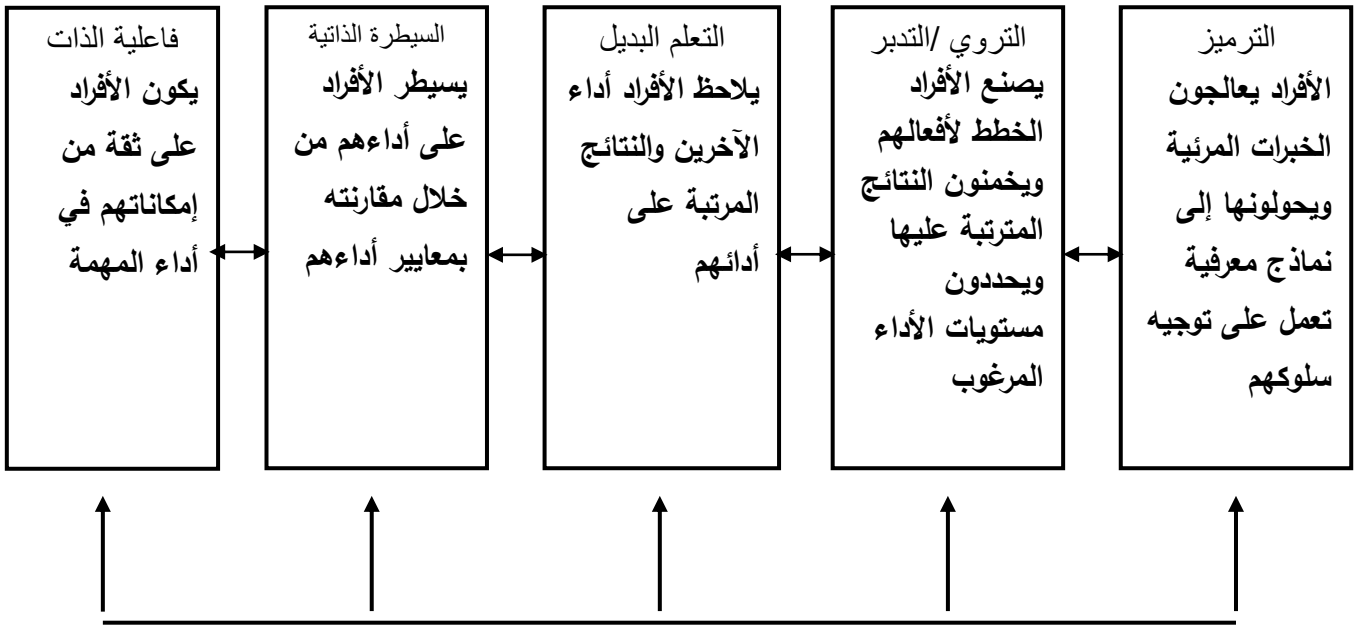 الترميز
الأفراد يعالجون
الخبرات المرئية
ويحولونها إلى
نماذج معرفية
تعمل على توجيه
سلوكهم
التروي /التدبر
يصنع الأفراد
الخطط لأفعالهم
ويخمنون النتائج
المترتبة عليها
ويحددون
مستويات الأداء
المرغوب
التعلم البديل
يلاحظ الأفراد أداء
الآخرين والنتائج
المرتبة على
أدائهم
السيطرة الذاتية
يسيطر الأفراد
على أداءهم من
خلال مقارنته
بمعايير أداءهم
فاعلية الذات
يكون الأفراد
على ثقة من
إمكاناتهم في
أداء المهمة